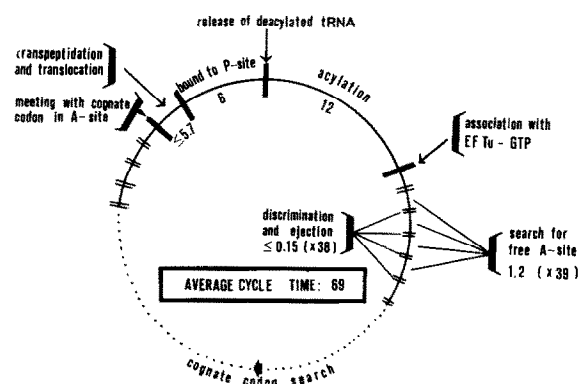 release of deacylated tRNA
transpeptidation
and translocation
bound to P-site
6
acylation
12
meeting with cognate
codon in A-site
≤5.7
association with
EF Tu - GTP
discrimination
and ejection
≤ 0.15 (x38)
search for
free A-site
1.2 (x39)
AVERAGE CYCLE TIME: 69
cognate codon search